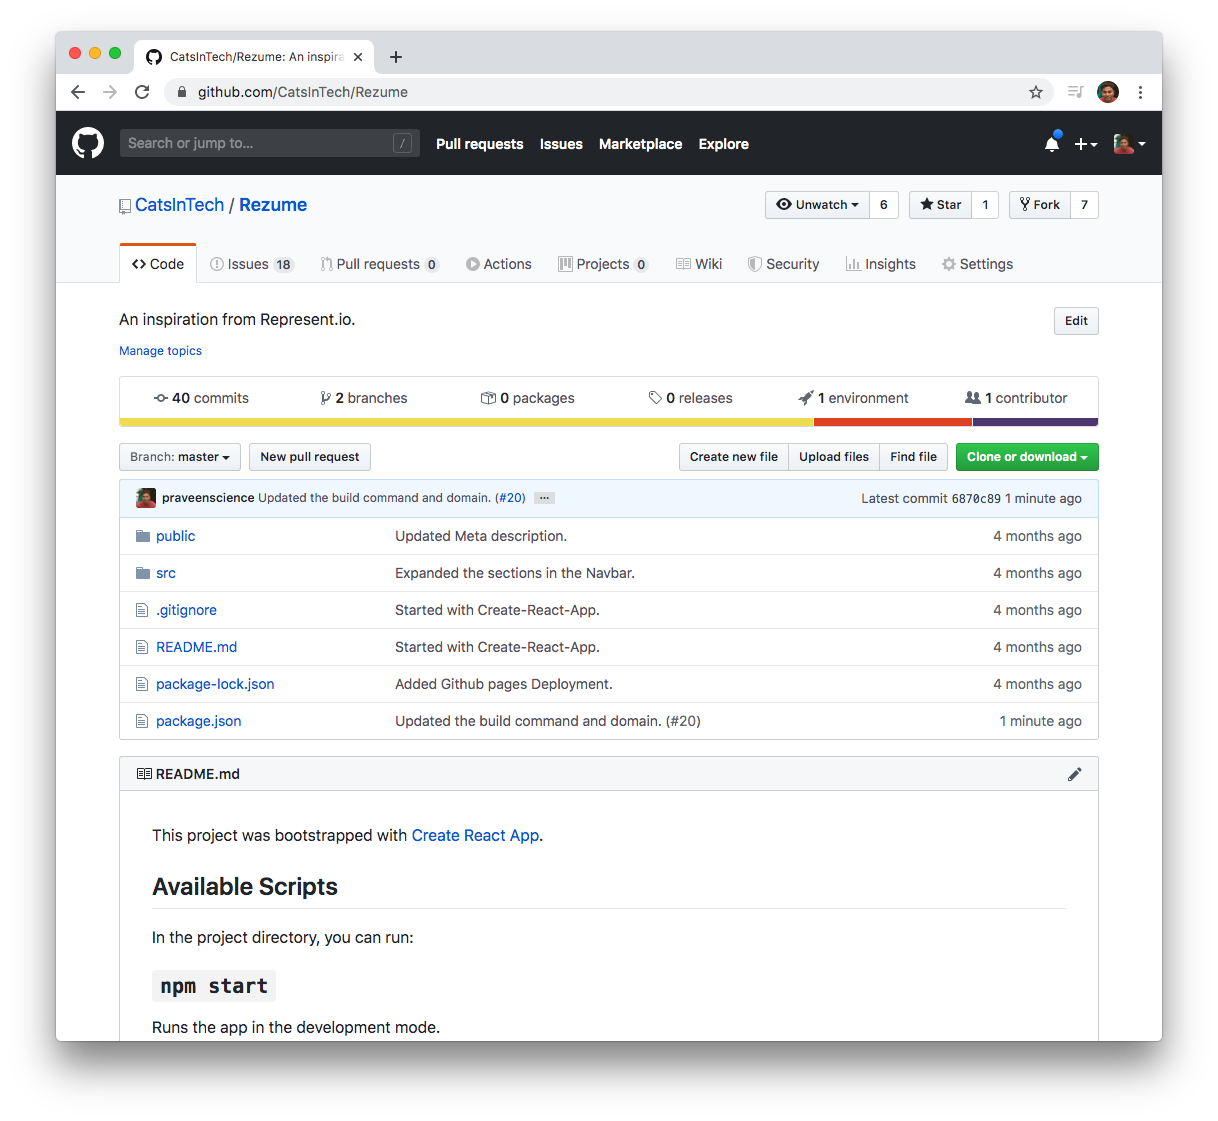 CatsInTech/Rezume: An inspira
github.com/CatsInTech/Rezume
Search or jump to... / Pull requests Issues Marketplace Explore
CatsInTech / Rezume Unwatch 6 Star 1 Fork 7
Code Issues 18 Pull requests 0 Actions Projects 0 Wiki Security Insights Settings
An inspiration from Represent.io. Edit
Manage topics
40 commits 2 branches 0 packages 0 releases 1 environment 1 contributor
Branch: master New pull request Create new file Upload files Find file Clone or download
praveenscience Updated the build command and domain. (#20) ... Latest commit 6870c89 1 minute ago
public Updated Meta description. 4 months ago
src Expanded the sections in the Navbar. 4 months ago
.gitignore Started with Create-React-App. 4 months ago
README.md Started with Create-React-App. 4 months ago
package-lock.json Added Github pages Deployment. 4 months ago
package.json Updated the build command and domain. (#20) 1 minute ago
README.md
This project was bootstrapped with Create React App.
Available Scripts
In the project directory, you can run:
npm start
Runs the app in the development mode.